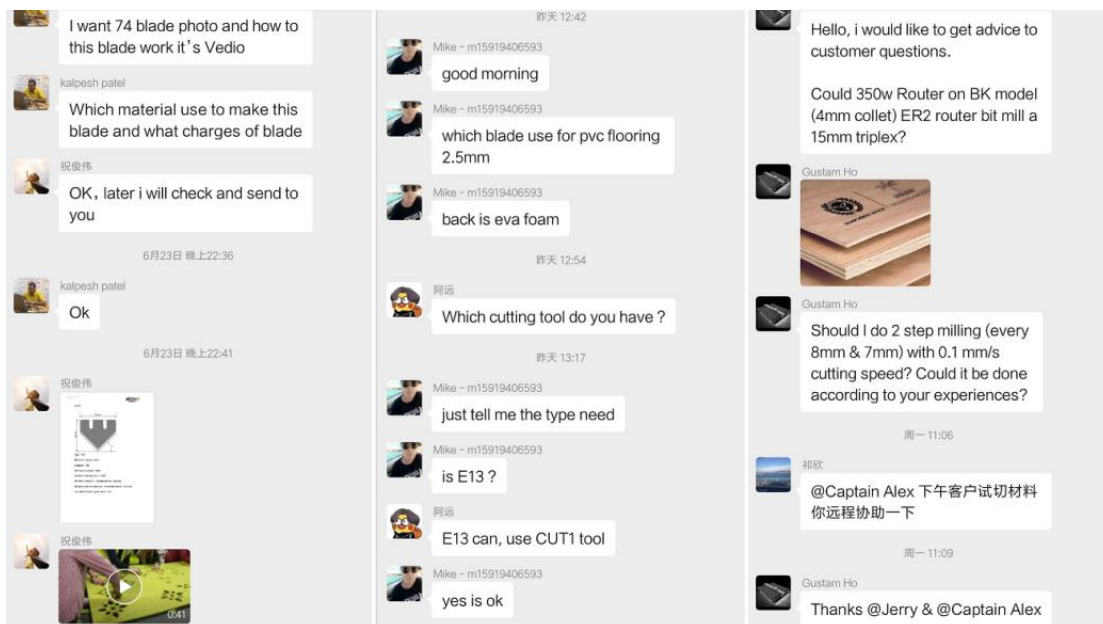 I want 74 blade photo and how to
this blade work it's Vedio
kalpesh patel
Which material use to make this
blade and what charges of blade
祝俊伟
OK, later i will check and send to
you
6月23日 晚上22:36
kalpesh patel
Ok
6月23日 晚上22:41
祝俊伟
祝俊伟
0:41
昨天 12:42
Mike - m15919406593
good morning
Mike - m15919406593
which blade use for pvc flooring
2.5mm
Mike - m15919406593
back is eva foam
昨天 12:54
阿远
Which cutting tool do you have ?
昨天 13:17
Mike - m15919406593
just tell me the type need
Mike - m15919406593
is E13 ?
阿远
E13 can, use CUT1 tool
Mike - m15919406593
yes is ok
Hello, i would like to get advice to
customer questions.
Could 350w Router on BK model
(4mm collet) ER2 router bit mill a
15mm triplex?
Gustam Ho
Gustam Ho
Should I do 2 step milling (every
8mm & 7mm) with 0.1 mm/s
cutting speed? Could it be done
according to your experiences?
周一 11:06
祁欣
@Captain Alex 下午客户试切材料
你远程协助一下
周一 11:09
Gustam Ho
Thanks @Jerry & @Captain Alex